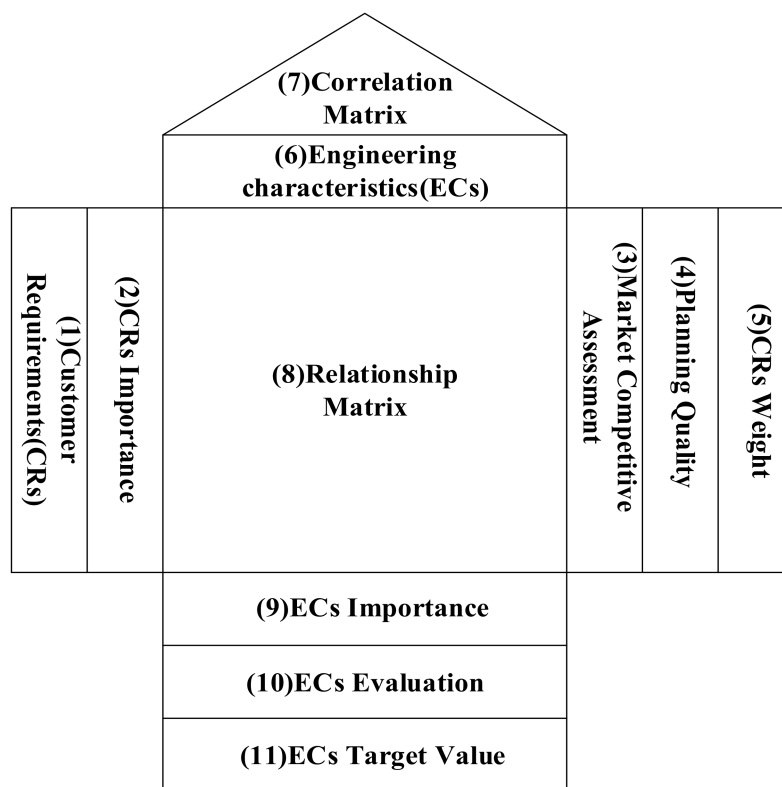 (7)Correlation
Matrix
(6)Engineering
characteristics(ECs)
(1)Customer
Requirements(CRs)
(2)CRs Importance
(8)Relationship
Matrix
(3)Market Competitive
Assessment
(4)Planning Quality
(5)CRs Weight
(9)ECs Importance
(10)ECs Evaluation
(11)ECs Target Value